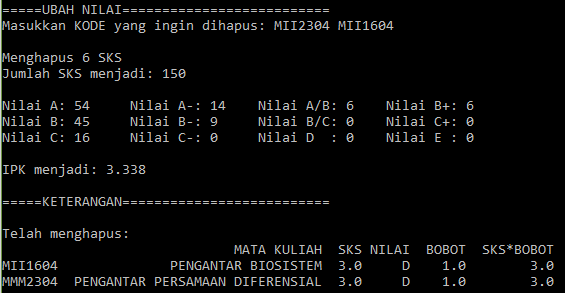 =====UBAH NILAI==========================
Masukkan KODE yang ingin dihapus: MII2304 MII1604
Menghapus 6 SKS
Jumlah SKS menjadi: 150
Nilai A: 54 Nilai A-: 14 Nilai A/B: 6 Nilai B+: 6
Nilai B: 45 Nilai B-: 9 Nilai B/C: 0 Nilai C+: 0
Nilai C: 16 Nilai C-: 0 Nilai D : 0 Nilai E : 0
IPK menjadi: 3.338
=====KETERANGAN==========================
Telah menghapus:
MATA KULIAH SKS NILAI BOBOT SKS*BOBOT
MII1604 PENGANTAR BIOSISTEM 3.0 D 1.0 3.0
MMM2304 PENGANTAR PERSAMAAN DIFERENSIAL 3.0 D 1.0 3.0